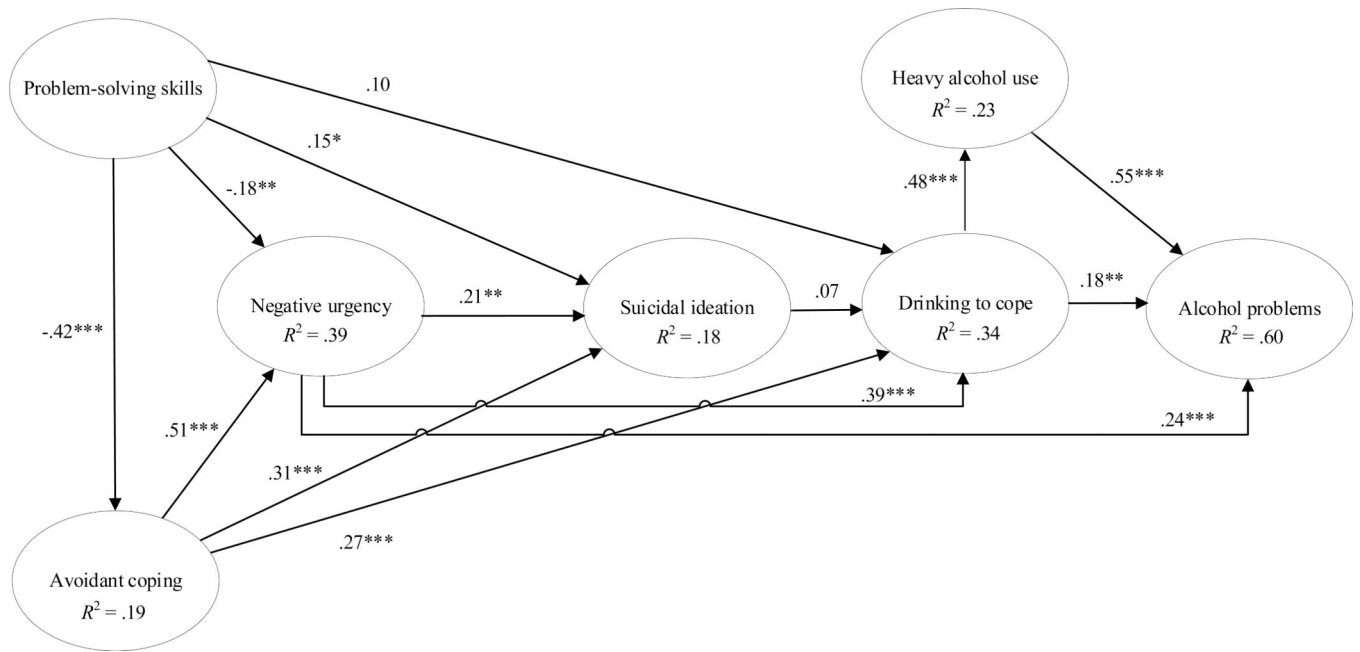 Problem-solving skills
Heavy alcohol use
R² = .23
.10
.15*
-.18**
.48***
.55***
Negative urgency
R² = .39
.21**
Suicidal ideation
R² = .18
.07
Drinking to cope
R² = .34
.18**
Alcohol problems
R² = .60
-.42***
.39***
.24***
.51***
.31***
.27***
Avoidant coping
R² = .19